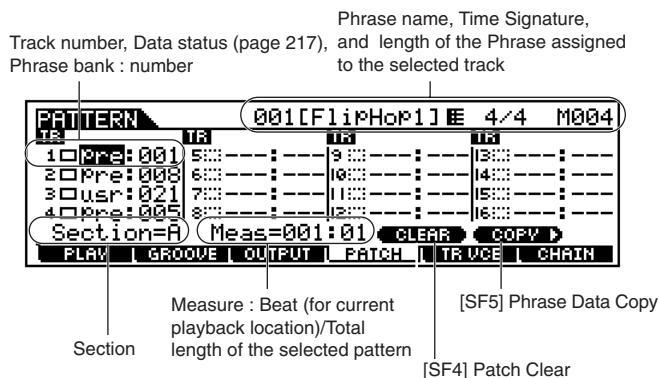 Phrase name, Time Signature,
and length of the Phrase assigned
to the selected track
Track number, Data status (page 217),
Phrase bank : number
PATTERN 001[FlipHop1] 4/4 M004
TR TR TR TR
1 pre:001 5 ---:--- 9 ---:--- 13 ---:---
2 pre:008 6 ---:--- 10 ---:--- 14 ---:---
3 usr:021 7 ---:--- 11 ---:--- 15 ---:---
4 pre:005 8 ---:--- 12 ---:--- 16 ---:---
Section=A Meas=001:01 CLEAR COPY
PLAY GROOVE OUTPUT PATCH TR VCE CHAIN
Section
Measure : Beat (for current
playback location)/Total
length of the selected pattern
[SF5] Phrase Data Copy
[SF4] Patch Clear